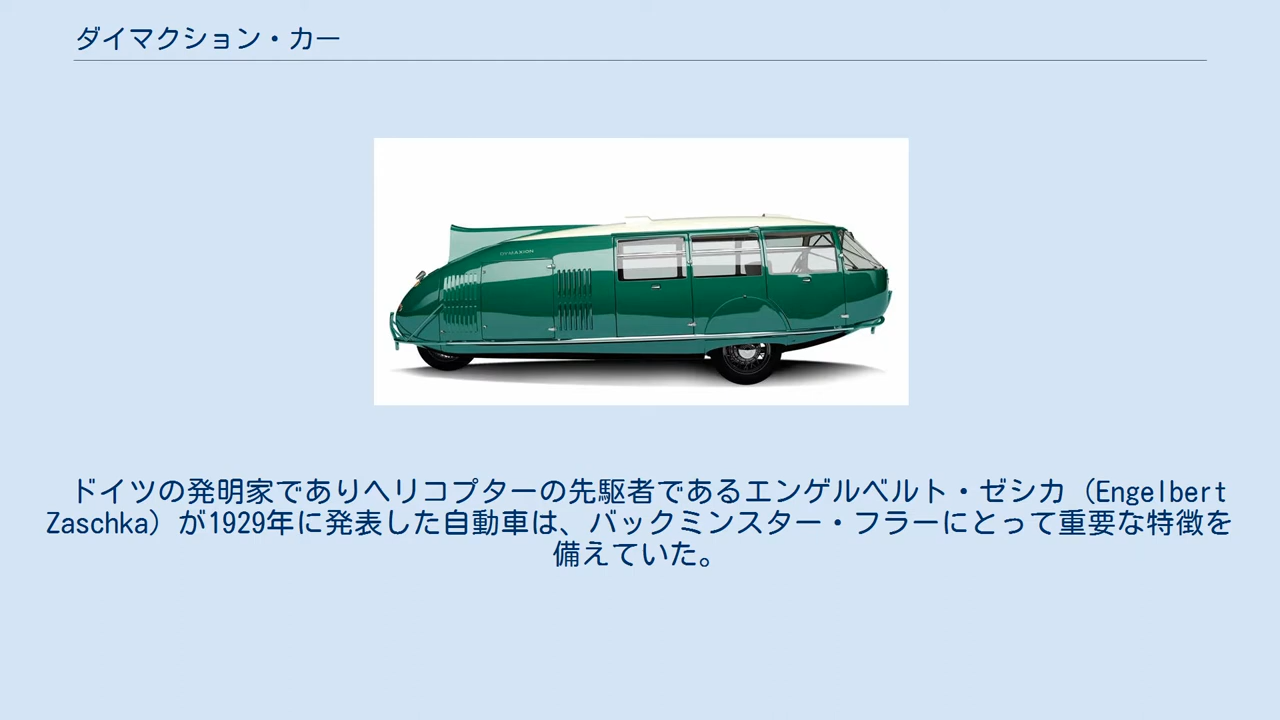 ダイマクション・カー
DYMAXION
ドイツの発明家でありヘリコプターの先駆者であるエンゲルベルト・ゼシカ（Engelbert
Zaschka）が1929年に発表した自動車は、バックミンスター・フラーにとって重要な特徴を
備えていた。